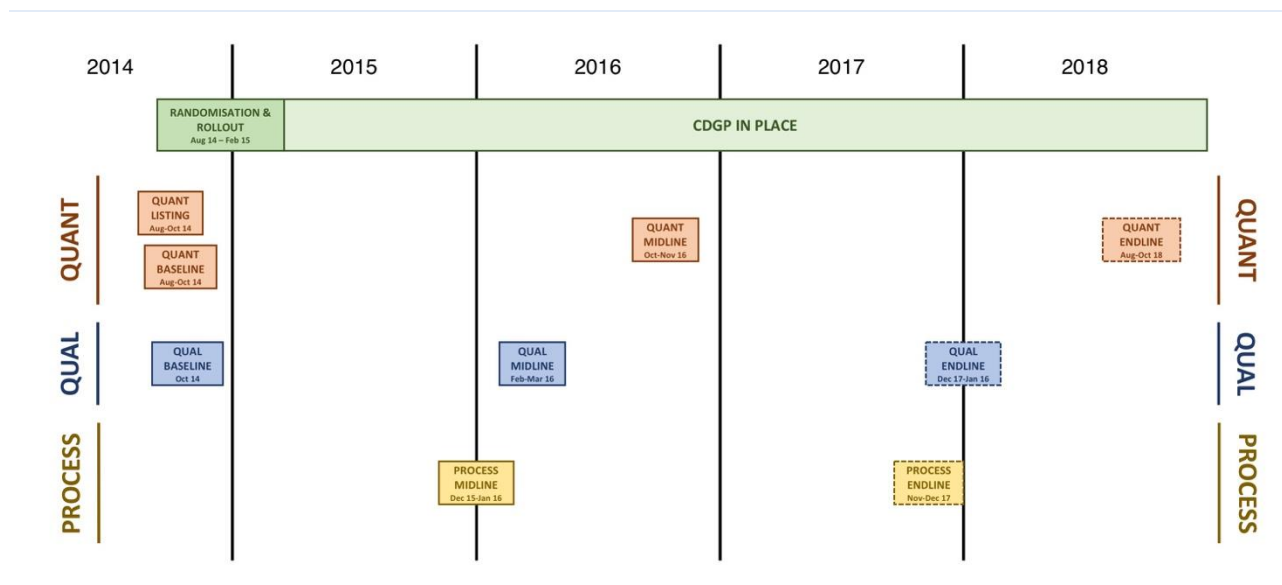 2014
2015
2016
2017
2018
RANDOMISATION &
ROLLOUT
Aug 14 – Feb 15
CDGP IN PLACE
QUANT
QUANT
LISTING
Aug-Oct 14
QUANT
BASELINE
Aug-Oct 14
QUANT
MIDLINE
Oct-Nov 16
QUANT
ENDLINE
Aug-Oct 18
QUANT
QUAL
QUAL
BASELINE
Oct 14
QUAL
MIDLINE
Feb-Mar 16
QUAL
ENDLINE
Dec 17-Jan 16
QUAL
PROCESS
PROCESS
MIDLINE
Dec 15-Jan 16
PROCESS
ENDLINE
Nov-Dec 17
PROCESS